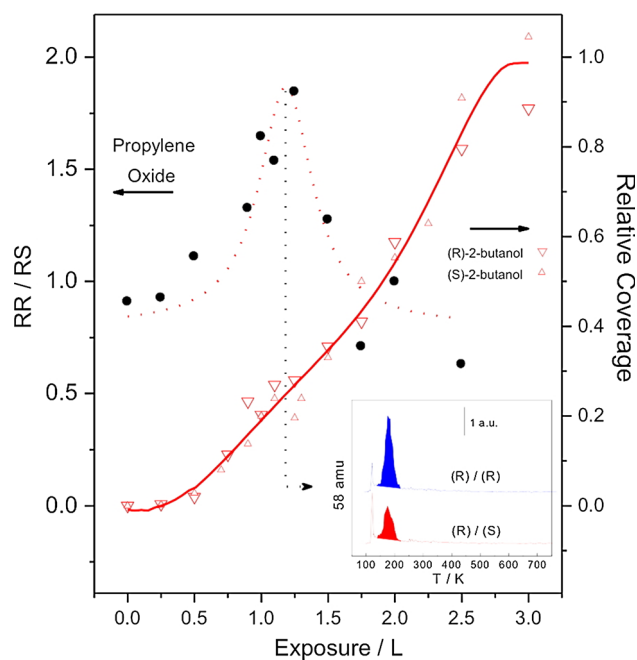 2.0
1.5
1.0
0.5
0.0
RR / RS
Propylene
Oxide
1.0
0.8
0.6
0.4
0.2
0.0
Relative Coverage
(R)-2-butanol
(S)-2-butanol
1 a.u.
(R) / (R)
(R) / (S)
58 amu
100 200 300 400 500 600 700
T / K
0.0 0.5 1.0 1.5 2.0 2.5 3.0
Exposure / L